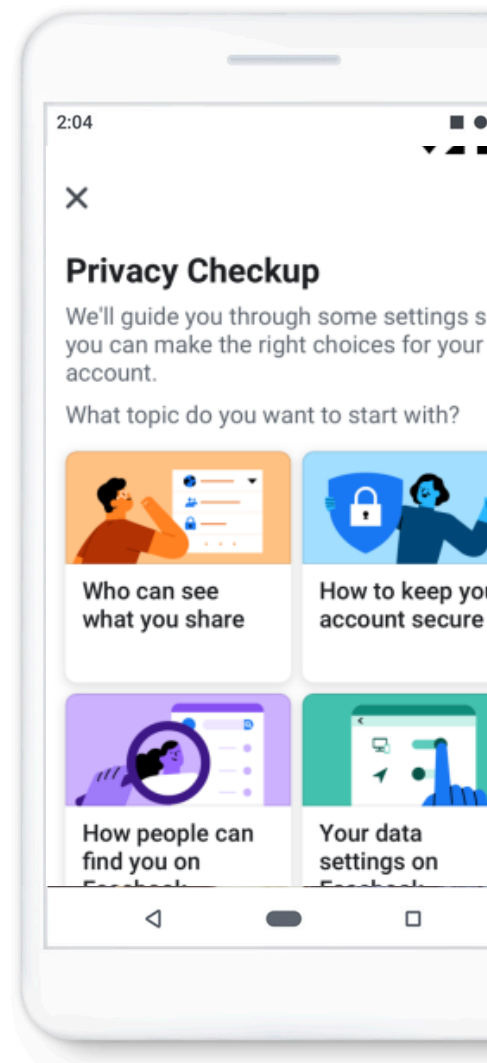 2:04
Privacy Checkup
We'll guide you through some settings s
you can make the right choices for your
account.
What topic do you want to start with?
Who can see
what you share
How to keep you
account secure
How people can
find you on
Facebook
Your data
settings on
Facebook